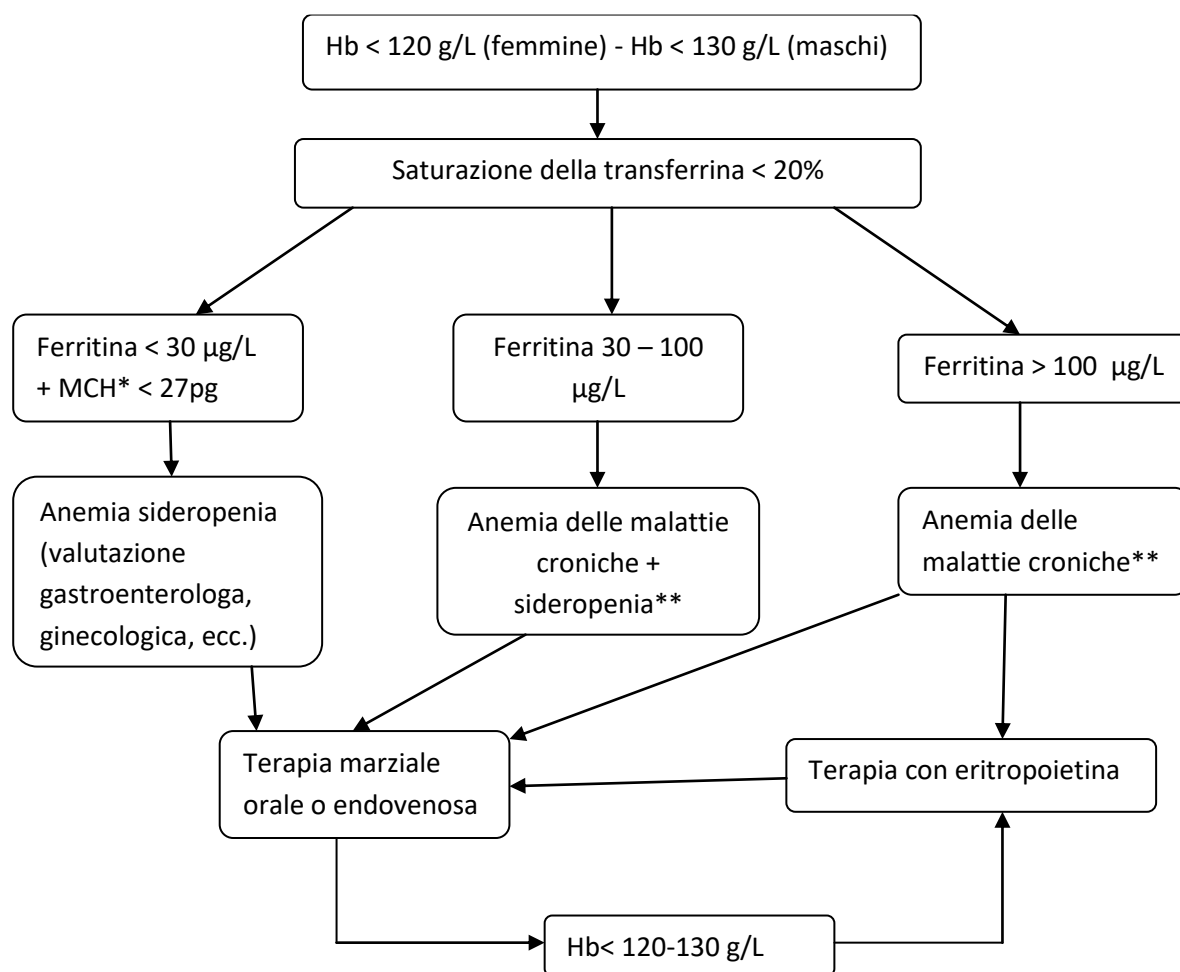 Hb < 120 g/L (femmine) - Hb < 130 g/L (maschi)
Saturazione della transferrina < 20%
Ferritina < 30 µg/L
+ MCH* < 27pg
Ferritina 30 – 100
µg/L
Ferritina > 100 µg/L
Anemia sideropenia
(valutazione
gastroenterologa,
ginecologica, ecc.)
Anemia delle malattie
croniche +
sideropenia**
Anemia delle
malattie croniche**
Terapia marziale
orale o endovenosa
Terapia con eritropoietina
Hb< 120-130 g/L